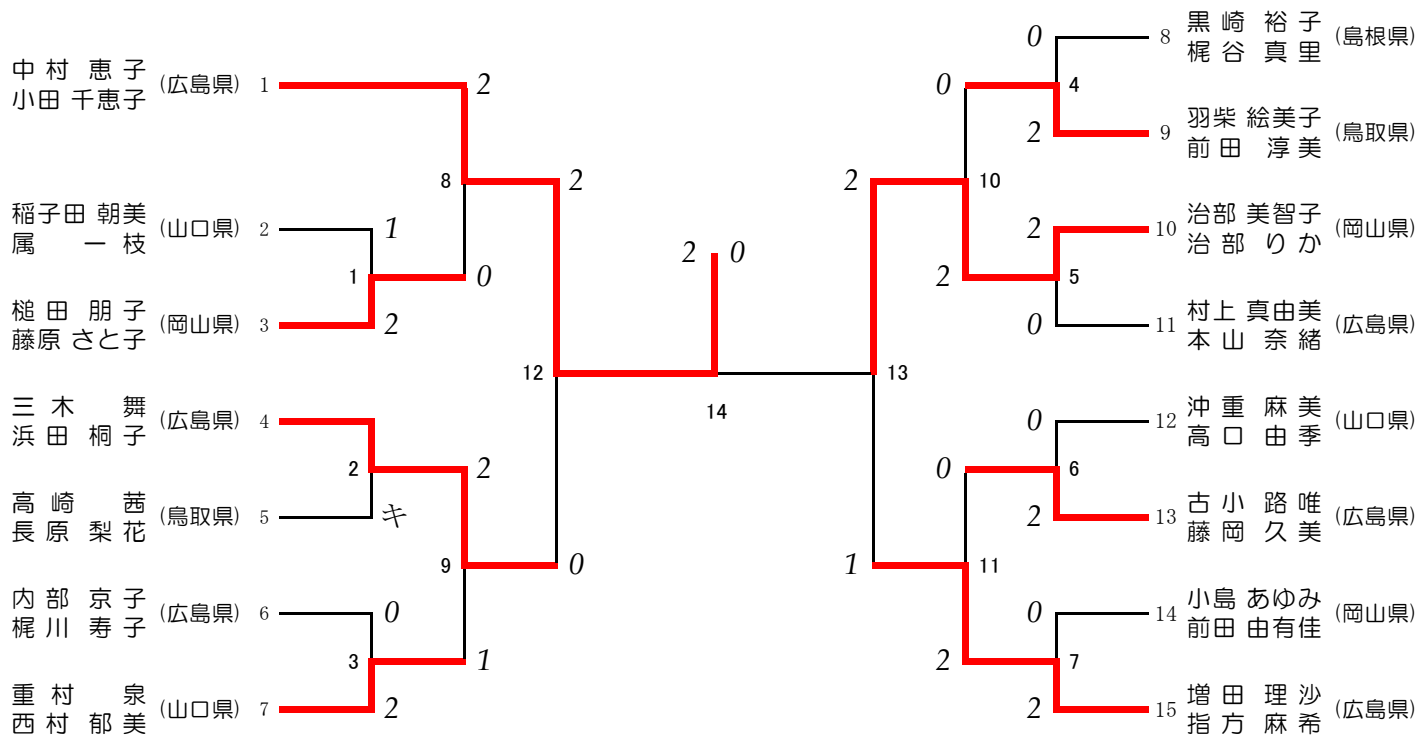 中村 恵子
小田 千恵子
(広島県) 1
2
稲子田 朝美
属 一枝
(山口県) 2
1
槌田 朋子
藤原 さと子
(岡山県) 3
2
1
0
8
2
三木 舞
浜田 桐子
(広島県) 4
高崎 茜
長原 梨花
(鳥取県) 5
キ
2
2
内部 京子
梶川 寿子
(広島県) 6
0
重村 泉
西村 郁美
(山口県) 7
2
3
1
9
0
12
2 0
14
黒崎 裕子
梶谷 真里
8 (島根県)
0
羽柴 絵美子
前田 淳美
9 (鳥取県)
2
4
0
治部 美智子
治部 りか
10 (岡山県)
2
村上 真由美
本山 奈緒
11 (広島県)
0
5
2
10
2
沖重 麻美
高口 由季
12 (山口県)
0
古小路 唯
藤岡 久美
13 (広島県)
2
6
0
小島 あゆみ
前田 由有佳
14 (岡山県)
0
増田 理沙
指方 麻希
15 (広島県)
2
7
2
11
1
13